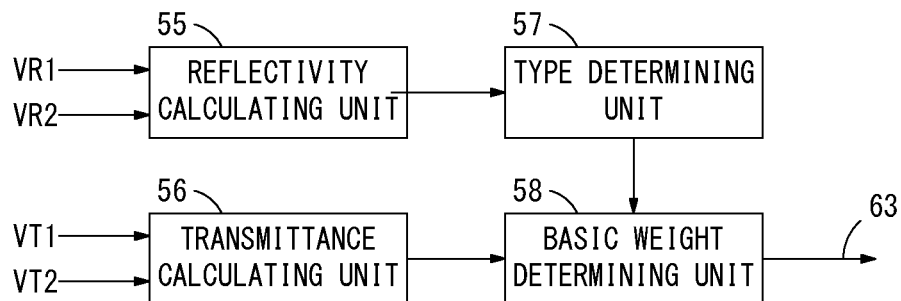 55
57
VR1
VR2
REFLECTIVITY
CALCULATING UNIT
TYPE DETERMINING
UNIT
56
58
63
VT1
VT2
TRANSMITTANCE
CALCULATING UNIT
BASIC WEIGHT
DETERMINING UNIT